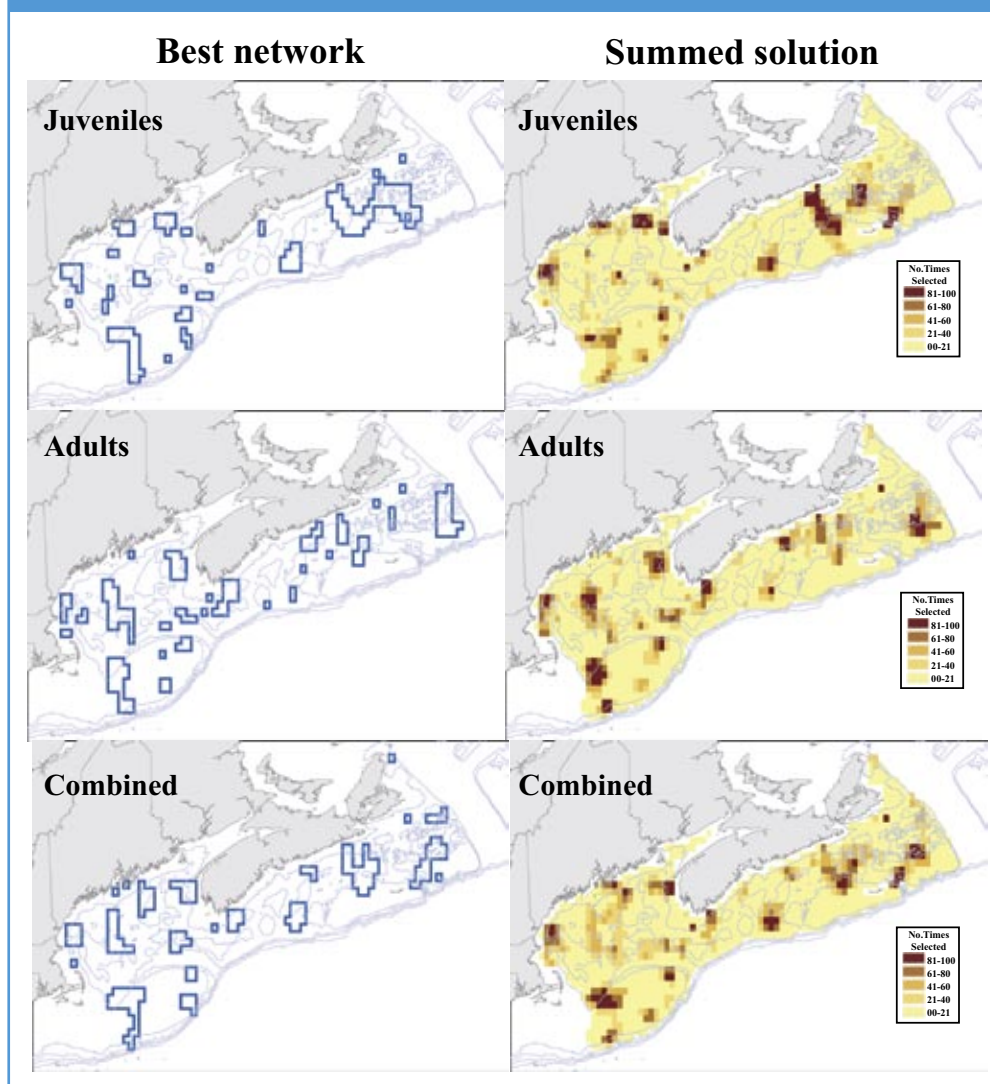 Best network
Summed solution
Juveniles
Juveniles
No.Times
Selected
81-100
61-80
41-60
21-40
00-21
Adults
Adults
No.Times
Selected
81-100
61-80
41-60
21-40
00-21
Combined
Combined
No.Times
Selected
81-100
61-80
41-60
21-40
00-21